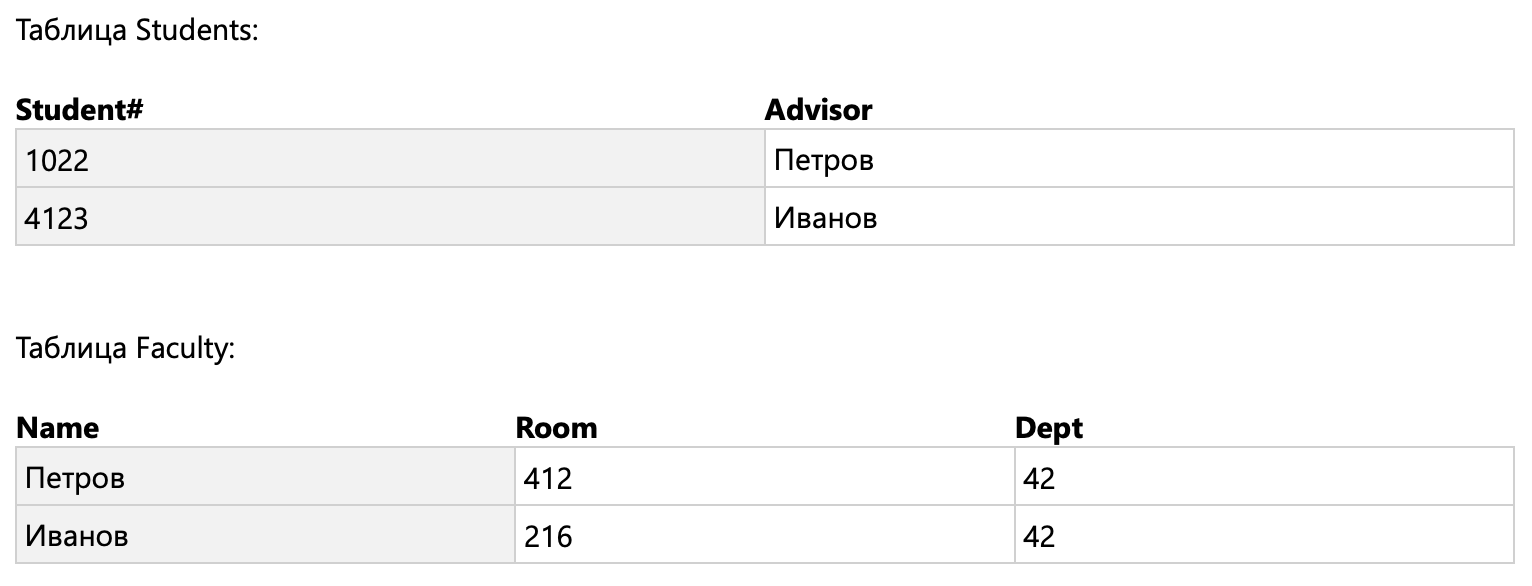 Таблица Students:
Student# Advisor
1022 Петров
4123 Иванов
Таблица Faculty:
Name Room Dept
Петров 412 42
Иванов 216 42